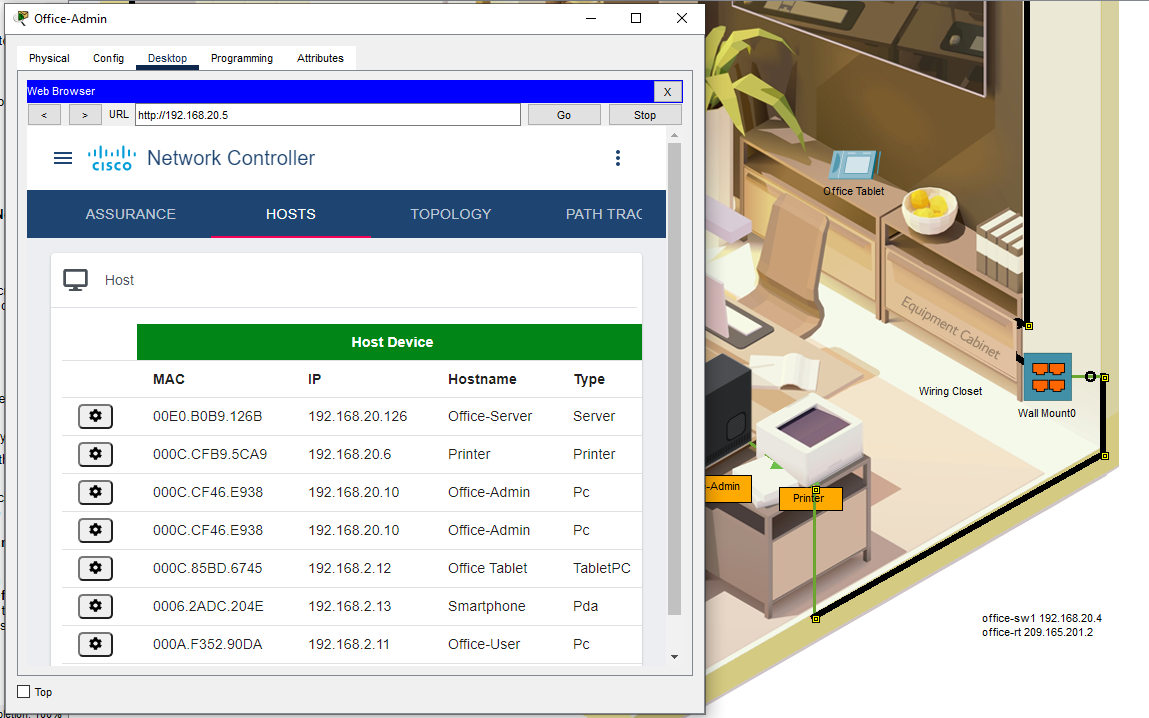 Office-Admin
Physical Config Desktop Programming Attributes
Web Browser X
< > URL http://192.168.20.5 Go Stop
CISCO Network Controller
ASSURANCE HOSTS TOPOLOGY PATH TRAC
Host
Host Device
MAC IP Hostname Type
00E0.B0B9.126B 192.168.20.126 Office-Server Server
000C.CFB9.5CA9 192.168.20.6 Printer Printer
000C.CF46.E938 192.168.20.10 Office-Admin Pc
000C.CF46.E938 192.168.20.10 Office-Admin Pc
000C.85BD.6745 192.168.2.12 Office Tablet TabletPC
0006.2ADC.204E 192.168.2.13 Smartphone Pda
000A.F352.90DA 192.168.2.11 Office-User Pc
Top
Office Tablet
Equipment Cabinet
Wiring Closet
Wall Mount0
-Admin
Printer
office-sw1 192.168.20.4
office-rt 209.165.201.2